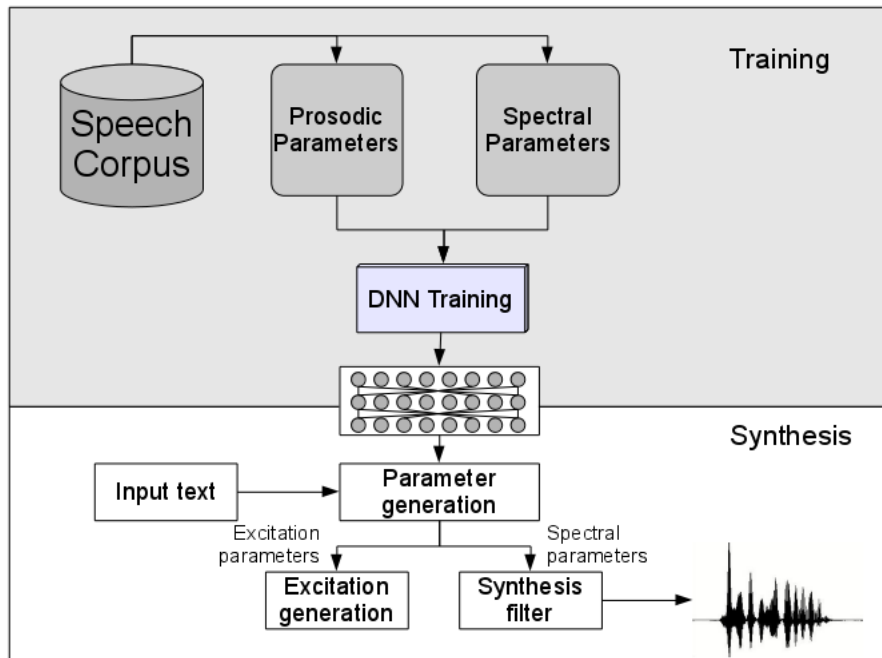 Training
Speech
Corpus
Prosodic
Parameters
Spectral
Parameters
DNN Training
Synthesis
Input text
Parameter
generation
Excitation
parameters
Spectral
parameters
Excitation
generation
Synthesis
filter